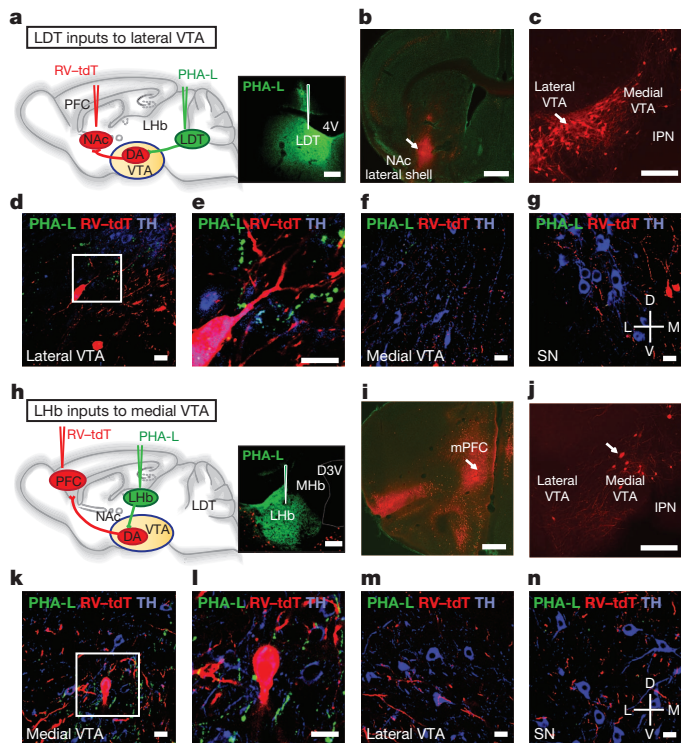 a
LDT inputs to lateral VTA
RV–tdT
PHA-L
PFC
LHb
NAc
LDT
DA
VTA
PHA-L
4V
LDT
b
NAc
lateral shell
c
Lateral
VTA
Medial
VTA
IPN
d
PHA-L RV–tdT TH
Lateral VTA
e
PHA-L RV–tdT TH
f
PHA-L RV–tdT TH
Medial VTA
g
PHA-L RV–tdT TH
D
L M
V
SN
h
LHb inputs to medial VTA
RV–tdT
PHA-L
PFC
LHb
LDT
NAc
VTA
DA
PHA-L
D3V
MHb
LHb
i
mPFC
j
Lateral
VTA
Medial
VTA
IPN
k
PHA-L RV–tdT TH
Medial VTA
l
PHA-L RV–tdT TH
m
PHA-L RV–tdT TH
Lateral VTA
n
PHA-L RV–tdT TH
D
L M
V
SN